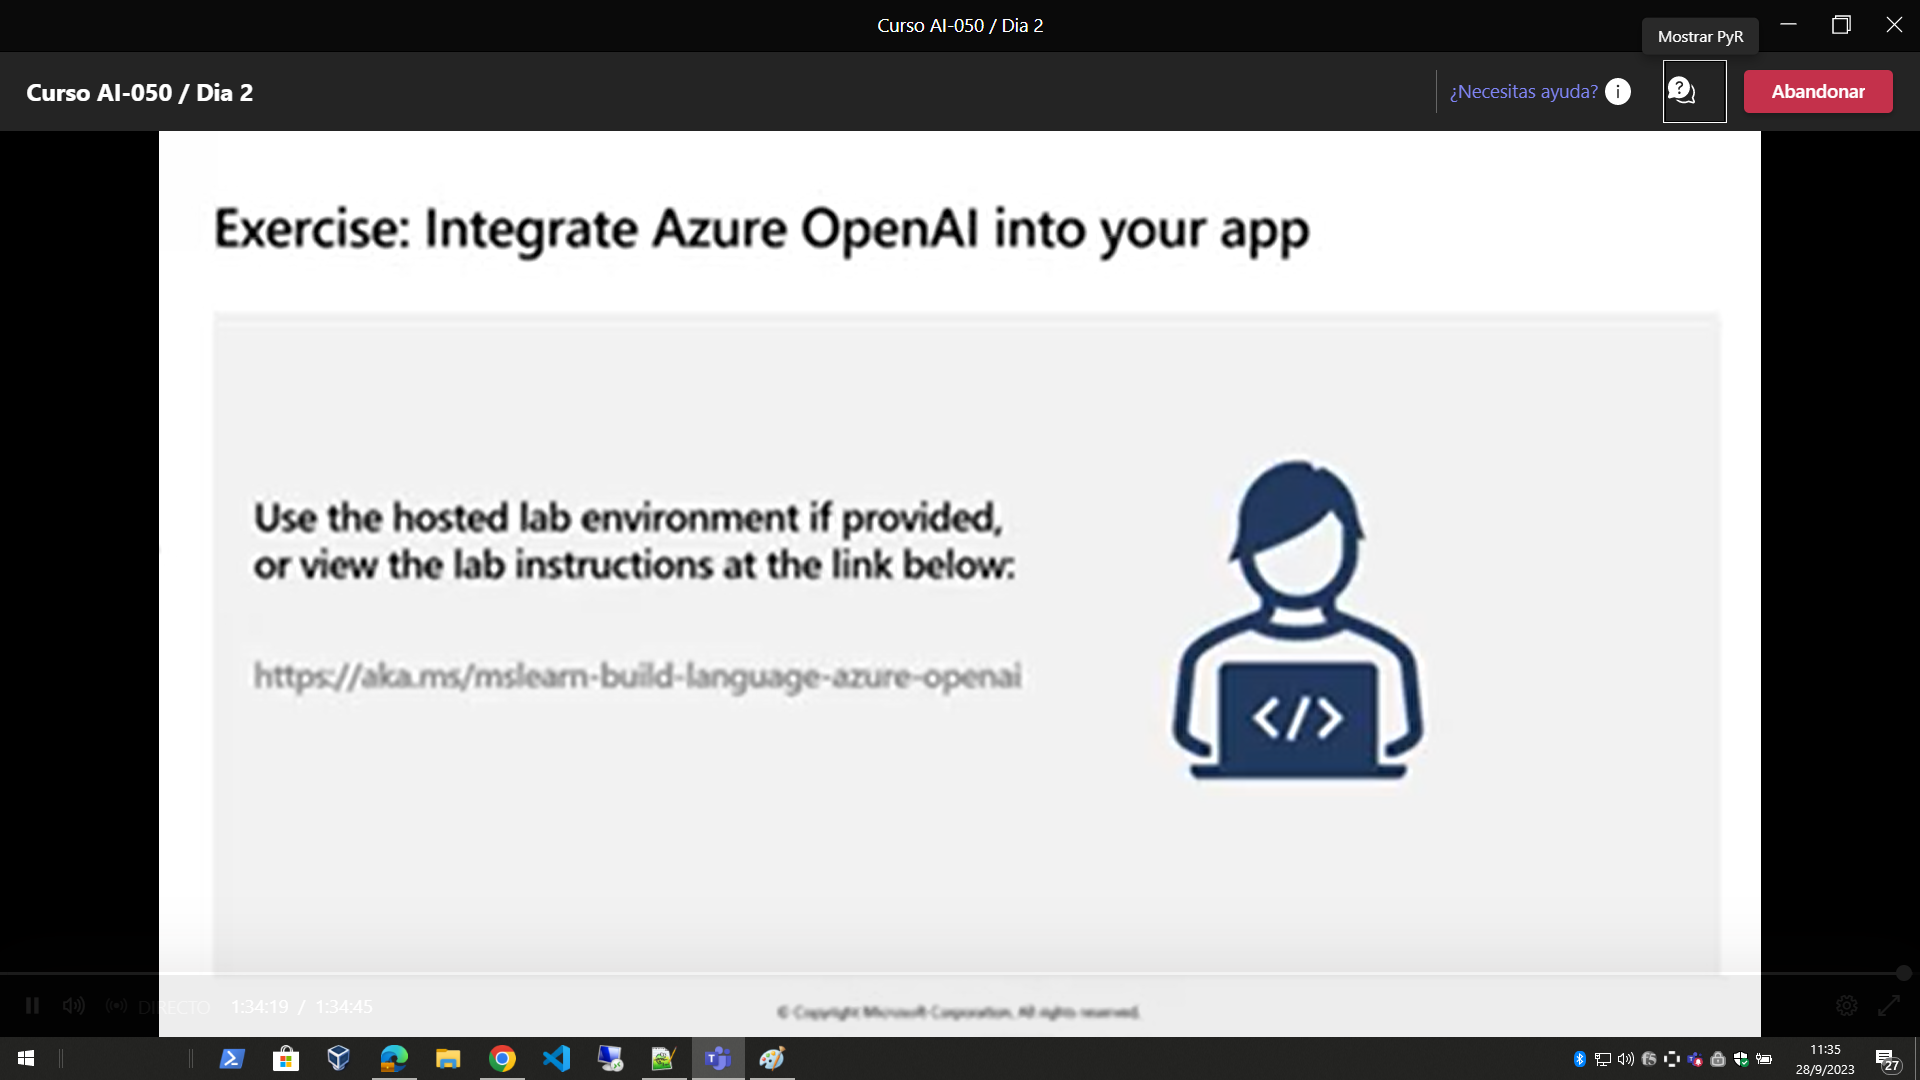 Curso AI-050 / Dia 2
Mostrar PyR
Curso AI-050 / Dia 2
¿Necesitas ayuda?
Abandonar
Exercise: Integrate Azure OpenAI into your app
Use the hosted lab environment if provided,
or view the lab instructions at the link below:
https://aka.ms/mslearn-build-language-azure-openai
</>
DIRECTO
1:34:19 / 1:34:45
© Copyright Microsoft Corporation. All rights reserved.
11:35
28/9/2023
27